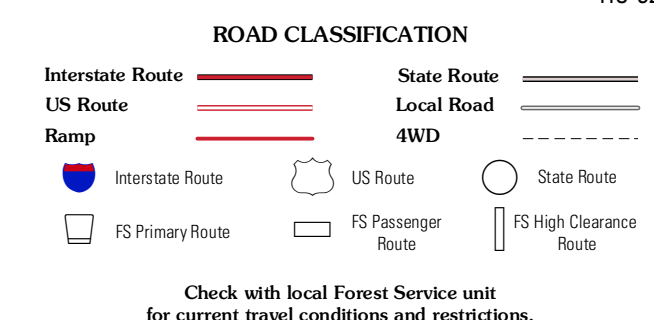 ROAD CLASSIFICATION
Interstate Route
State Route
US Route
Local Road
Ramp
4WD
Interstate Route
US Route
State Route
FS Primary Route
FS Passenger
Route
FS High Clearance
Route
Check with local Forest Service unit
for current travel conditions and restrictions.